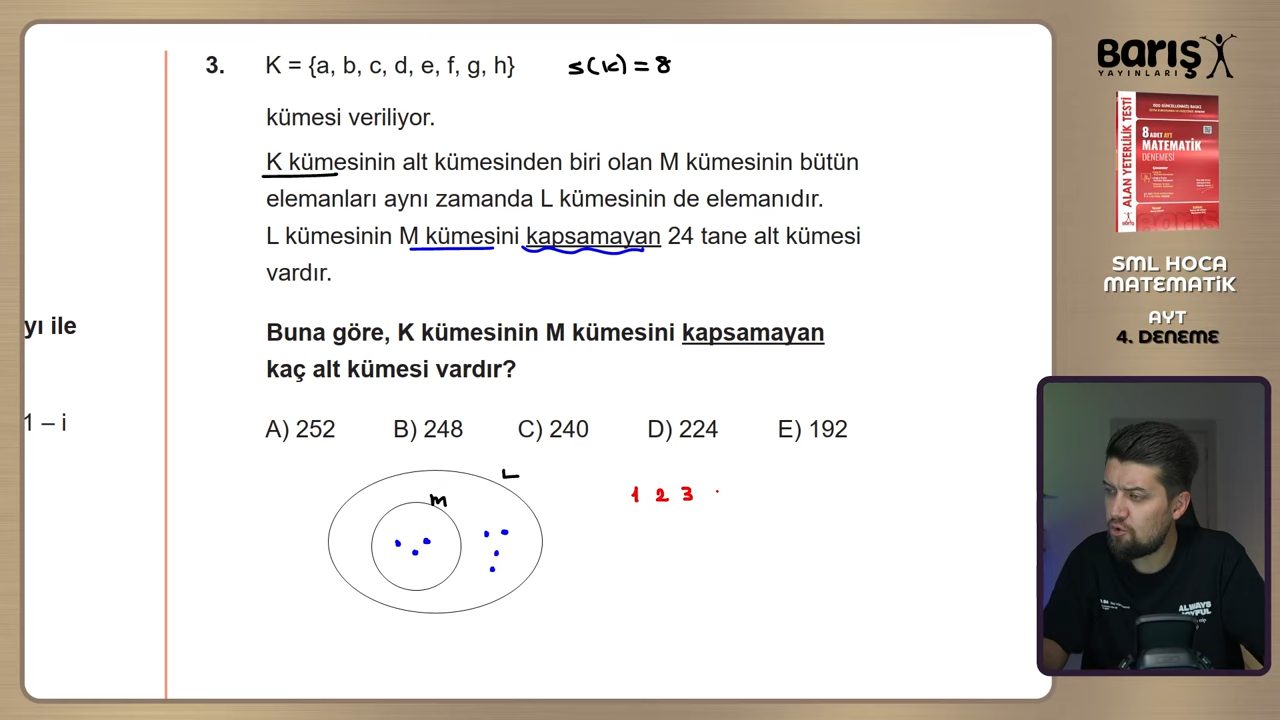 3. K = {a, b, c, d, e, f, g, h} s(K) = 8
kümesi veriliyor.
K kümesinin alt kümesinden biri olan M kümesinin bütün
elemanları aynı zamanda L kümesinin de elemanıdır.
L kümesinin M kümesini kapsamayan 24 tane alt kümesi
vardır.
yı ile
Buna göre, K kümesinin M kümesini kapsamayan
kaç alt kümesi vardır?
1 – i
A) 252 B) 248 C) 240 D) 224 E) 192
L
M
1 2 3
BARIŞ
YAYINLARI
ALAN YETERLİLİK TESTİ
8 ADET AYT
MATEMATİK
DENEMESİ
SML HOCA
MATEMATİK
AYT
4. DENEME
ALWAYS
JOYFUL